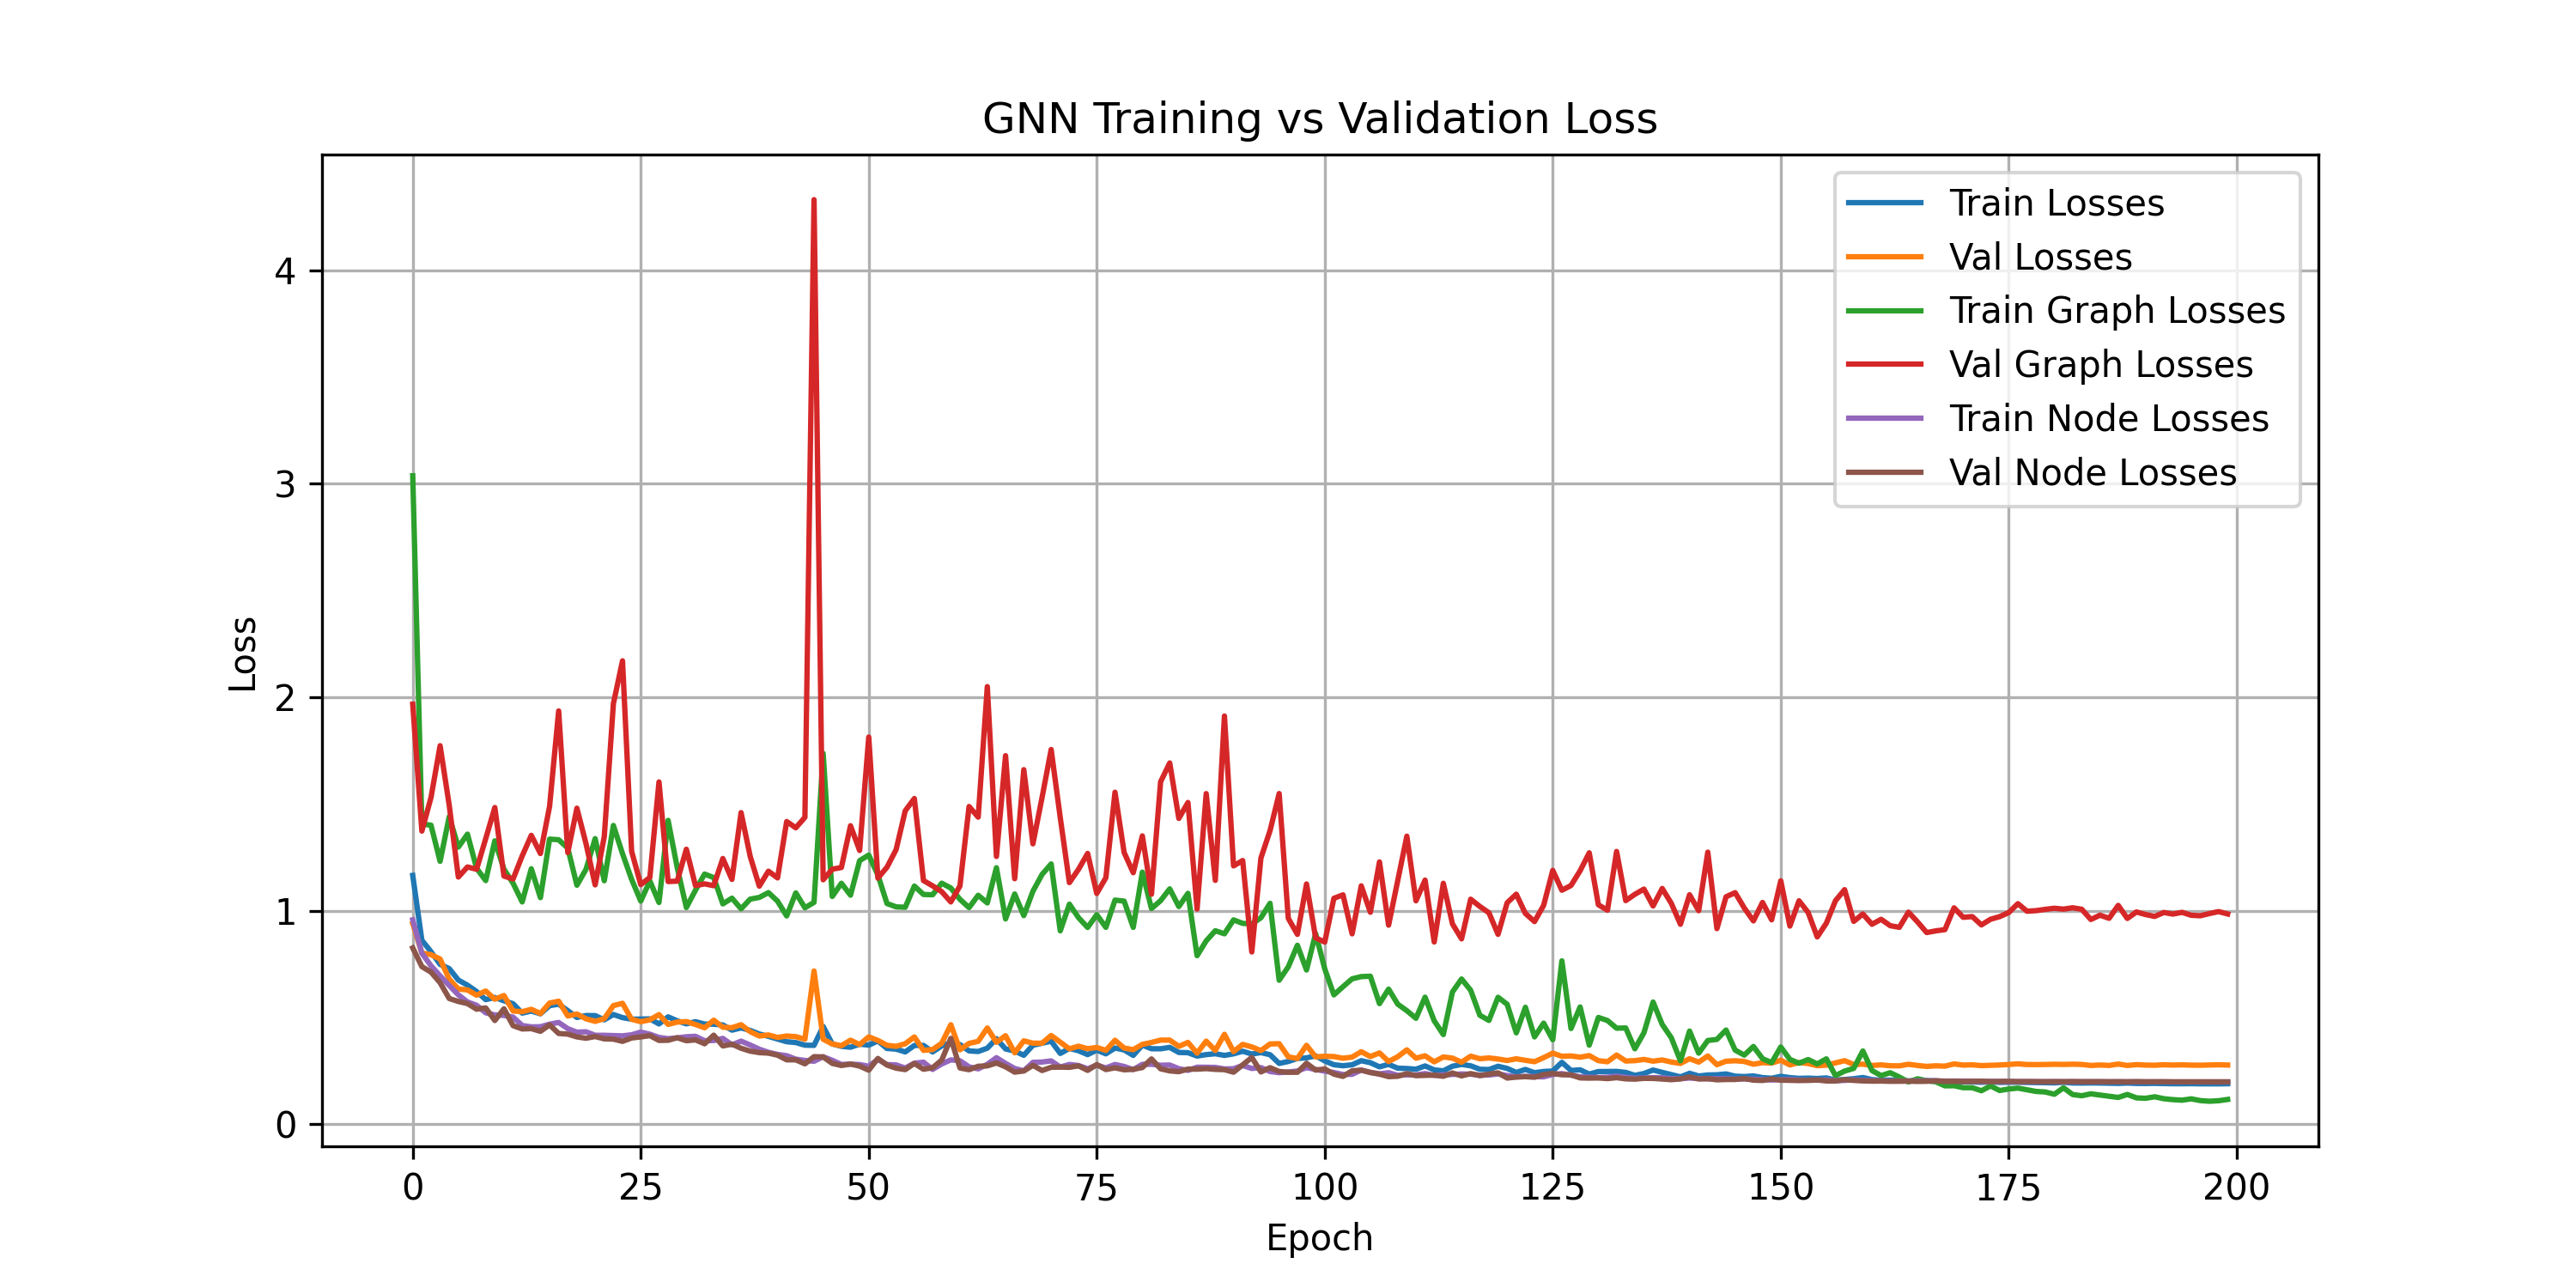 GNN Training vs Validation Loss
Train Losses
Val Losses
Train Graph Losses
Val Graph Losses
Train Node Losses
Val Node Losses
4
3
2
1
0
Loss
0 25 50 75 100 125 150 175 200
Epoch